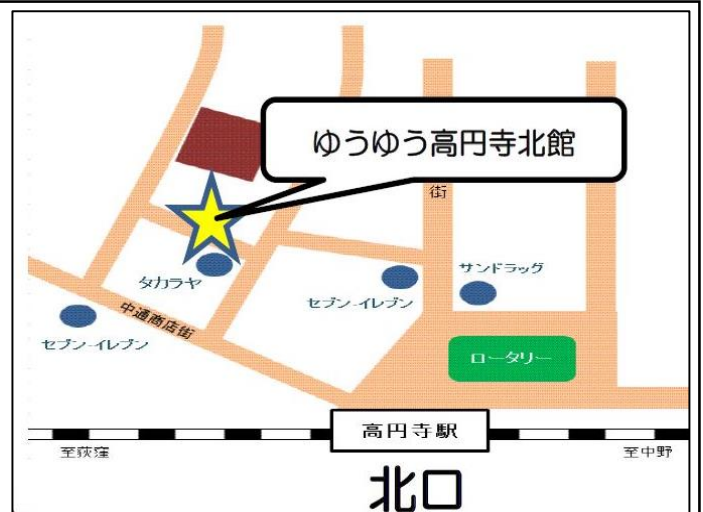 ゆうゆう高円寺北館
街
サンドラッグ
タカラヤ
セブン-イレブン
中通商店街
セブン-イレブン
ロータリー
高円寺駅
至荻窪
至中野
北口